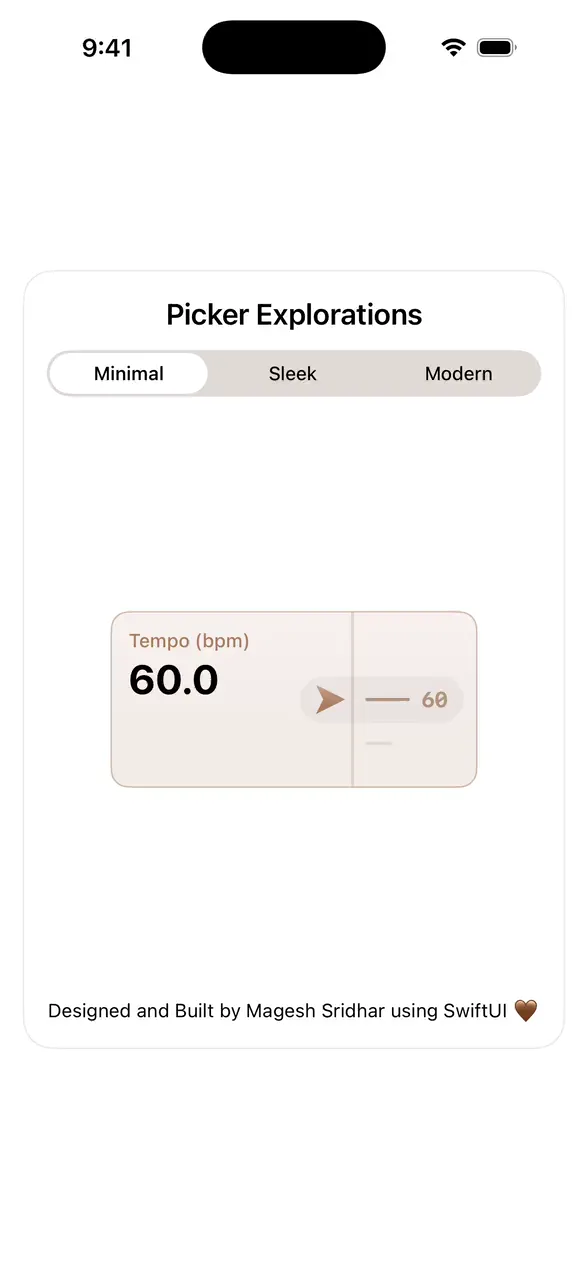 9:41
Picker Explorations
Minimal
Sleek
Modern
Tempo (bpm)
60.0
60
Designed and Built by Magesh Sridhar using SwiftUI 🤎